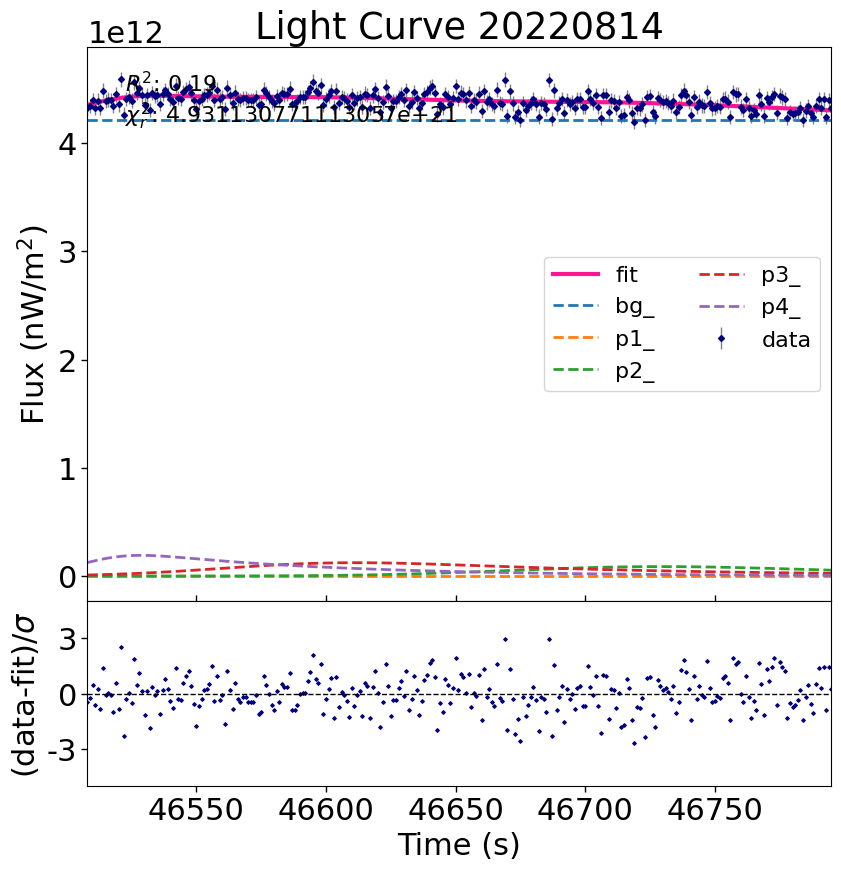 Light Curve 20220814
1e12
R²: 0.19
χ²ᵣ: 4.931130771113057e+21
4
3
2
1
0
Flux (nW/m²)
fit
bg_
p1_
p2_
p3_
p4_
data
3
0
-3
(data-fit)/σ
46550 46600 46650 46700 46750
Time (s)